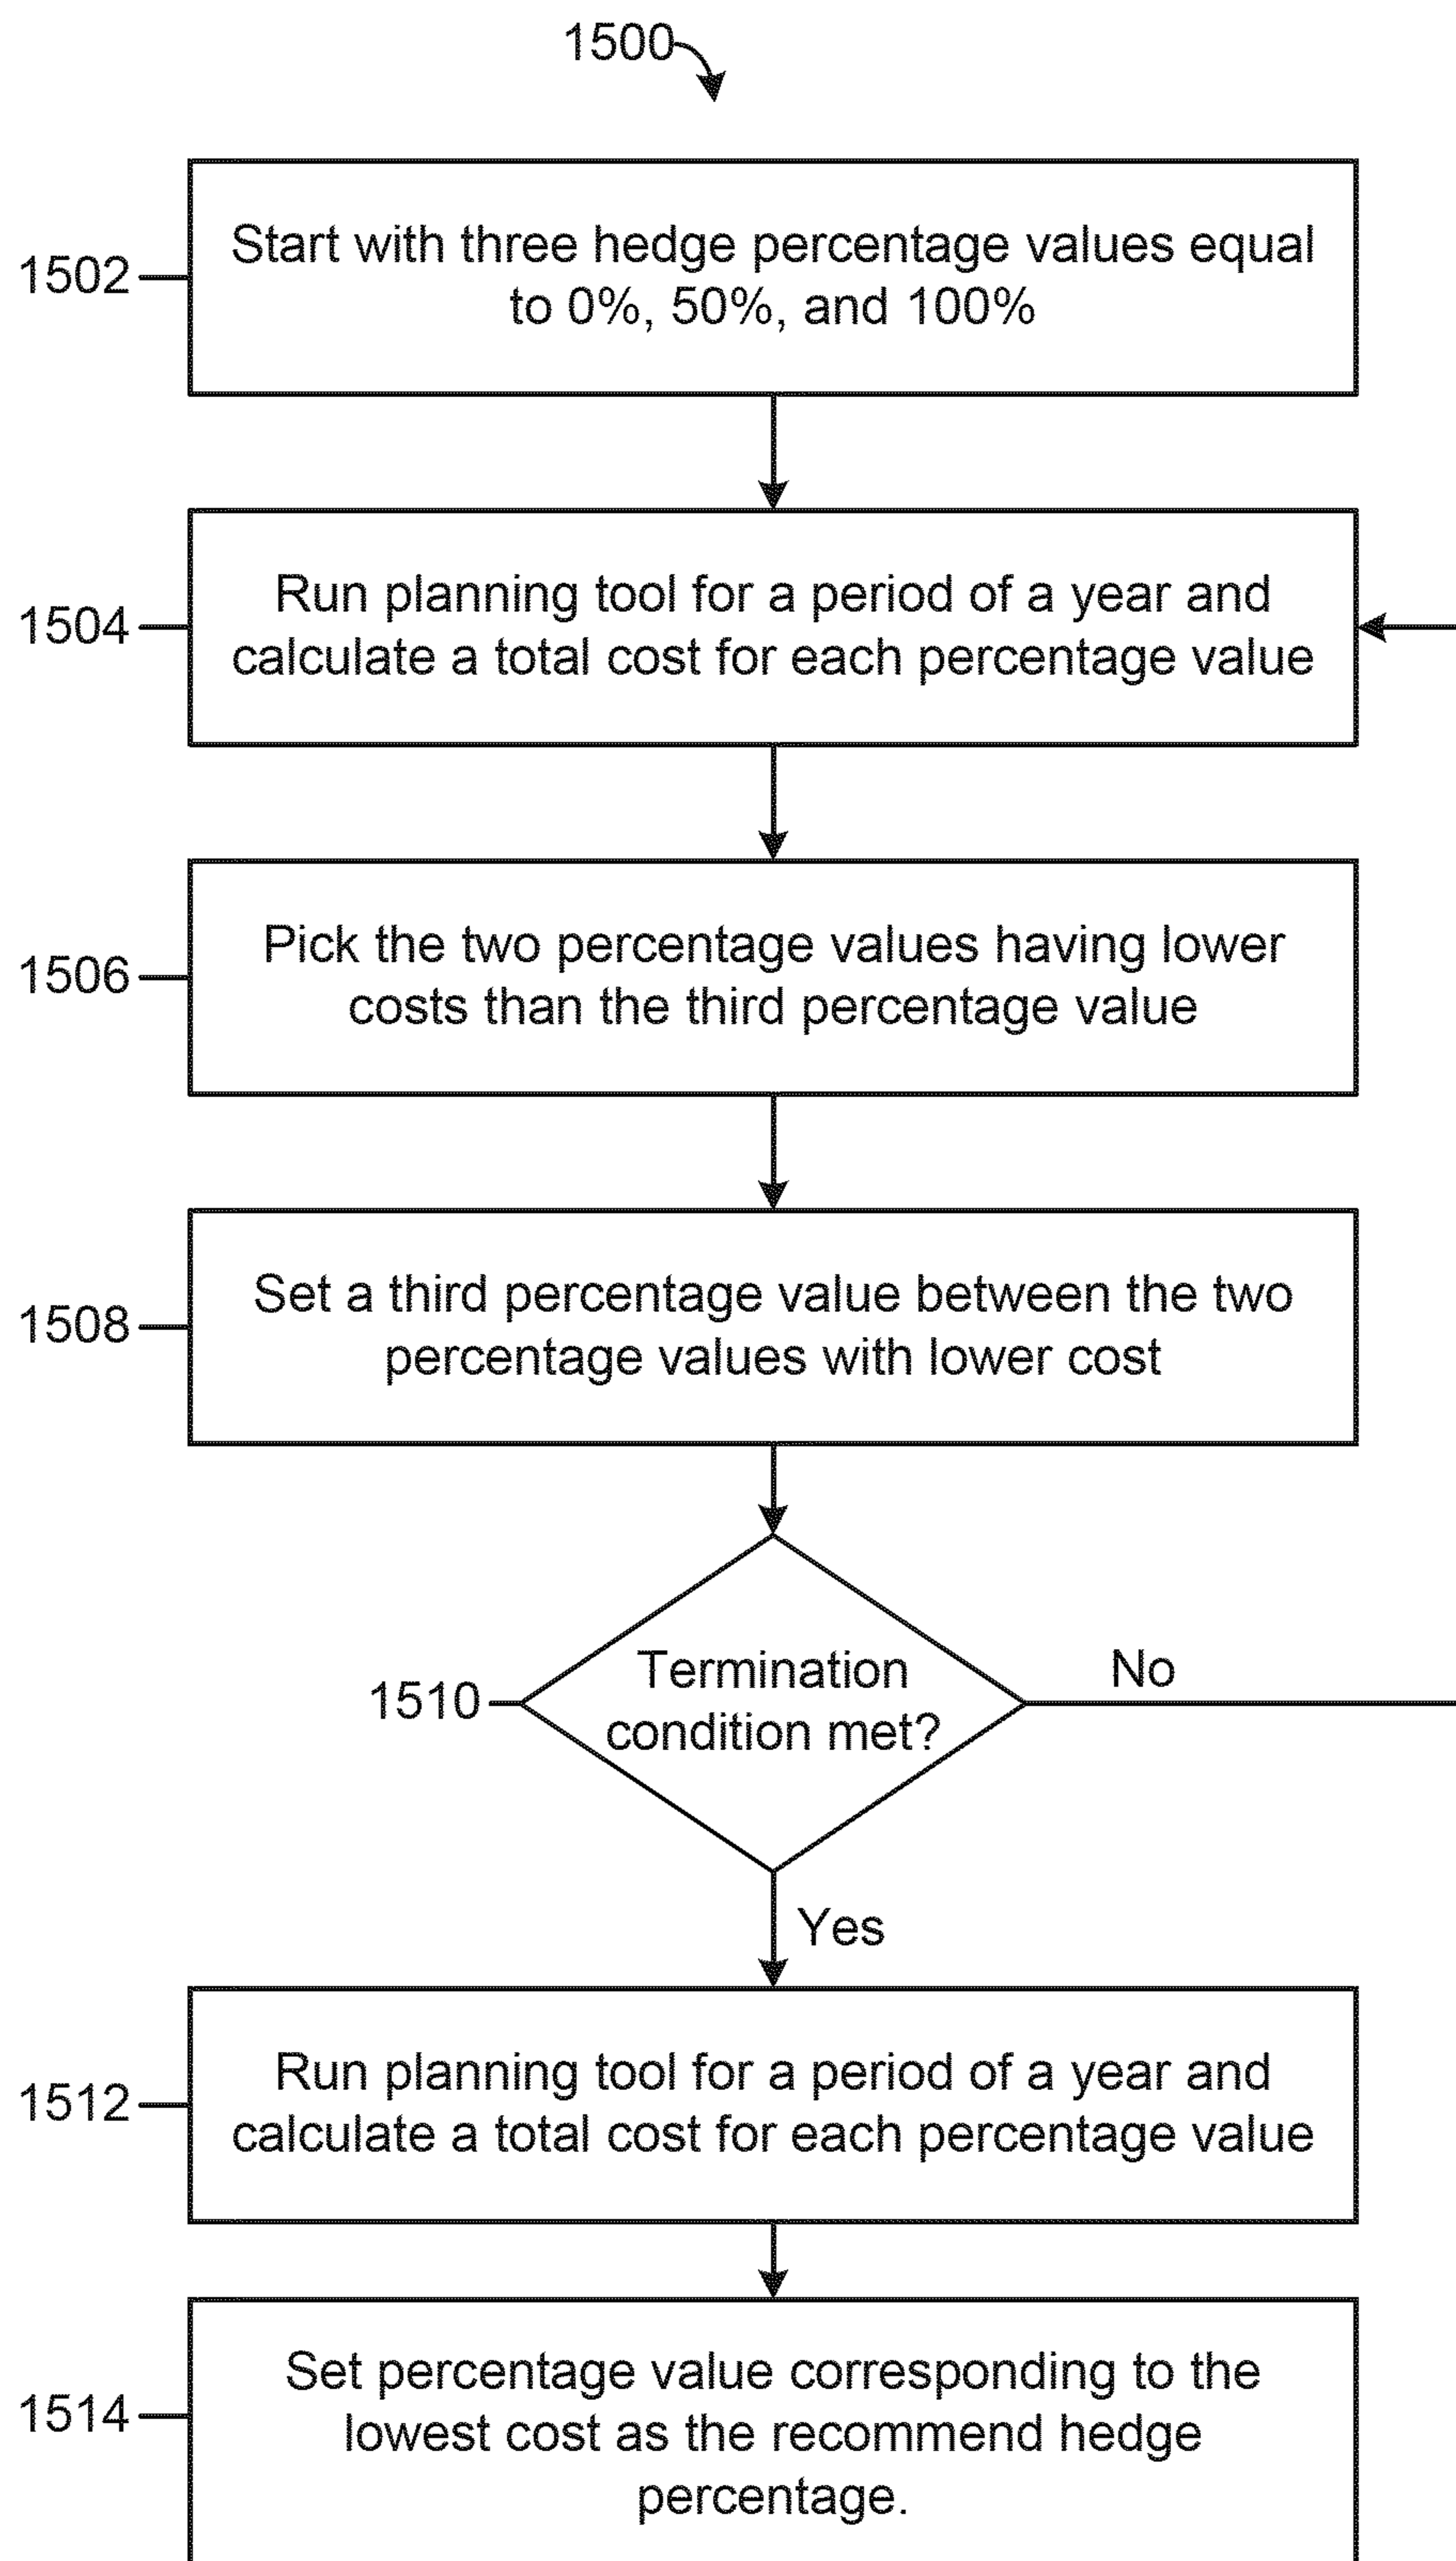 1500
1502
Start with three hedge percentage values equal
to 0%, 50%, and 100%
1504
Run planning tool for a period of a year and
calculate a total cost for each percentage value
1506
Pick the two percentage values having lower
costs than the third percentage value
1508
Set a third percentage value between the two
percentage values with lower cost
1510
Termination
condition met?
No
Yes
1512
Run planning tool for a period of a year and
calculate a total cost for each percentage value
1514
Set percentage value corresponding to the
lowest cost as the recommend hedge
percentage.